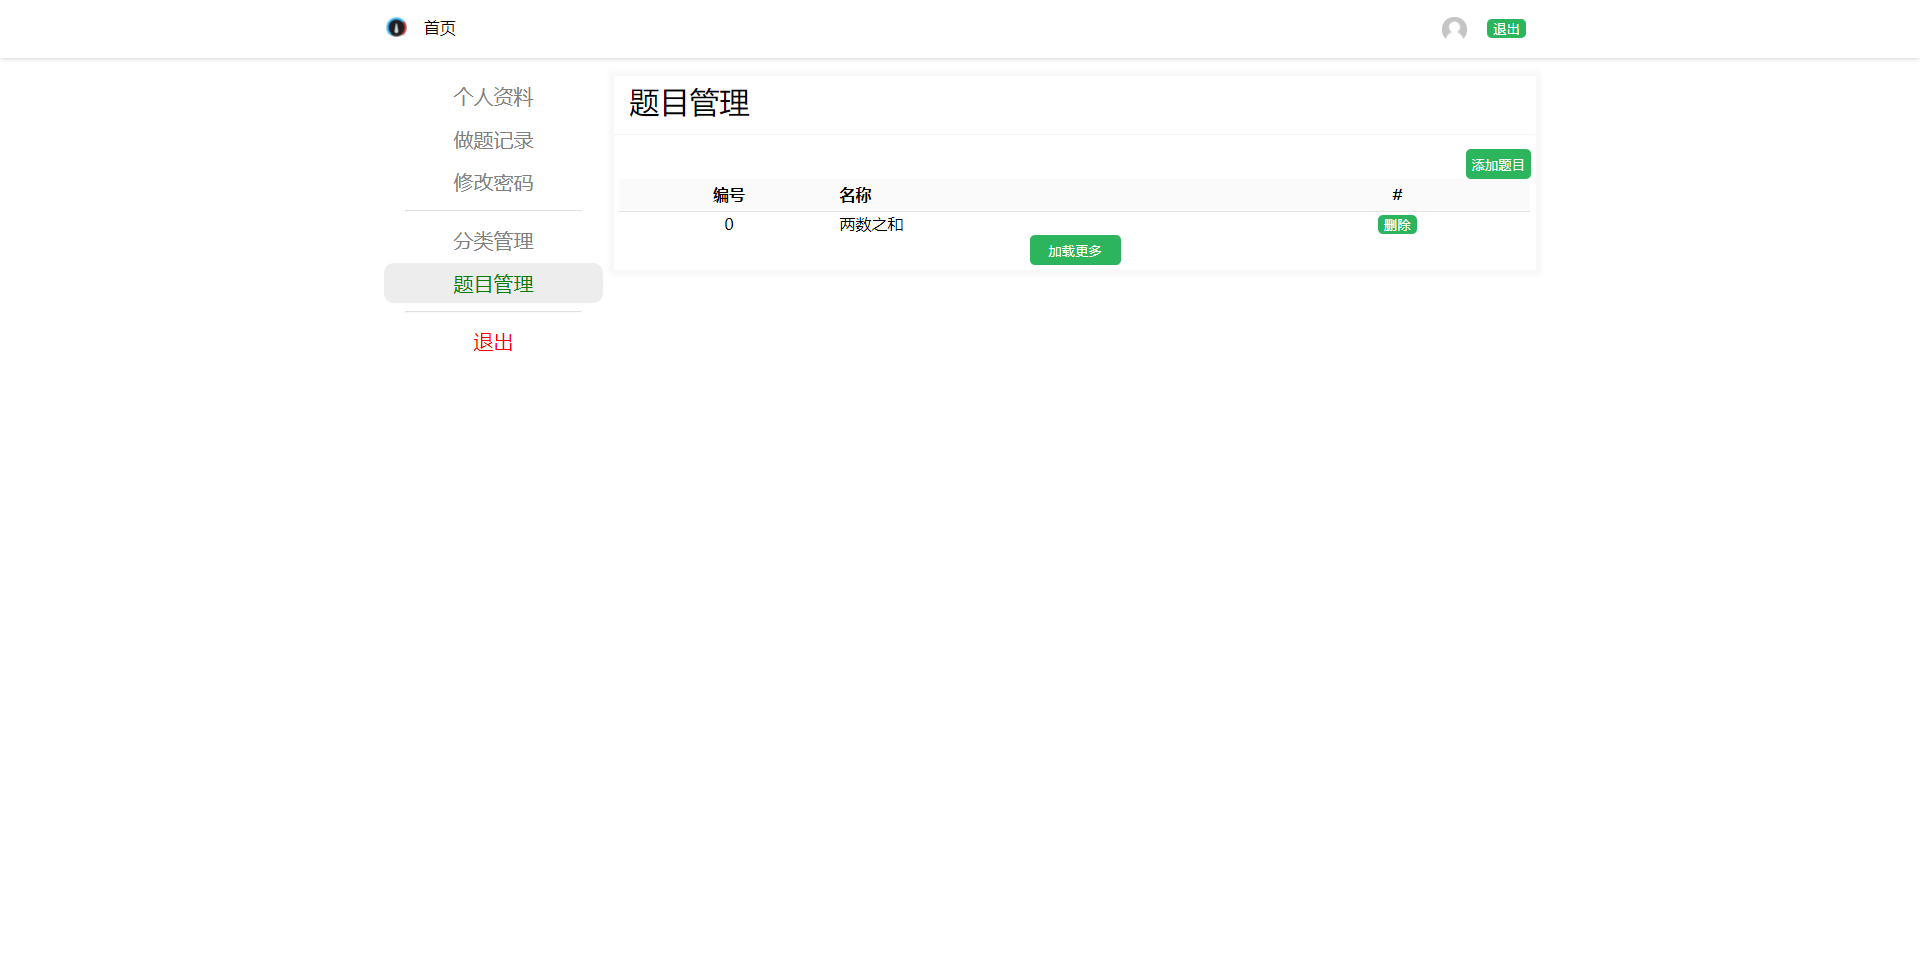 首页 退出
个人资料
做题记录
修改密码
分类管理
题目管理
退出
题目管理
添加题目
编号 名称 #
0 两数之和 删除
加载更多